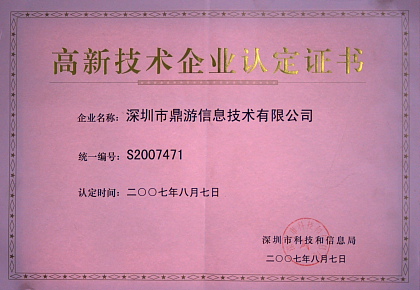 高新技术企业认定证书
企业名称：深圳市鼎游信息技术有限公司
统一编号：S2007471
认定时间：二〇〇七年八月七日
深圳市科技和信息局
二〇〇七年八月七日